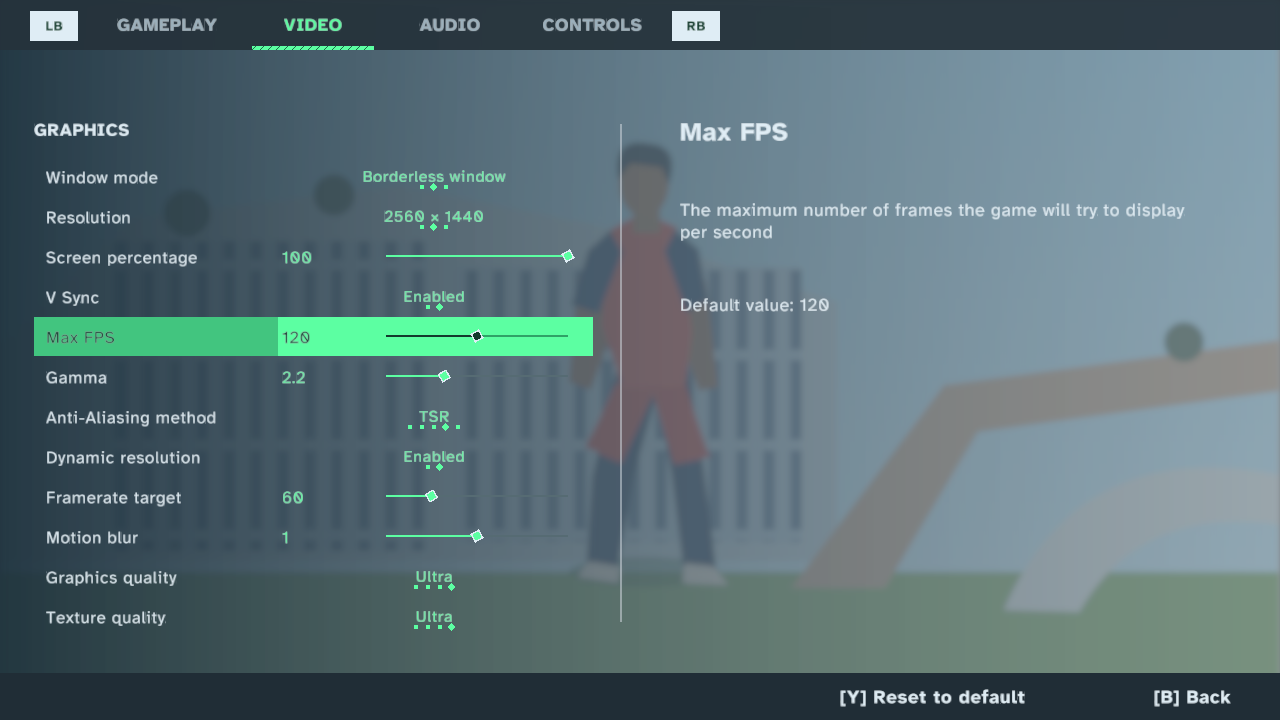 LB GAMEPLAY VIDEO AUDIO CONTROLS RB
GRAPHICS
Window mode Borderless window
Resolution 2560 x 1440
Screen percentage 100
V Sync Enabled
Max FPS 120
Gamma 2.2
Anti-Aliasing method TSR
Dynamic resolution Enabled
Framerate target 60
Motion blur 1
Graphics quality Ultra
Texture quality Ultra
Max FPS
The maximum number of frames the game will try to display
per second
Default value: 120
[Y] Reset to default [B] Back